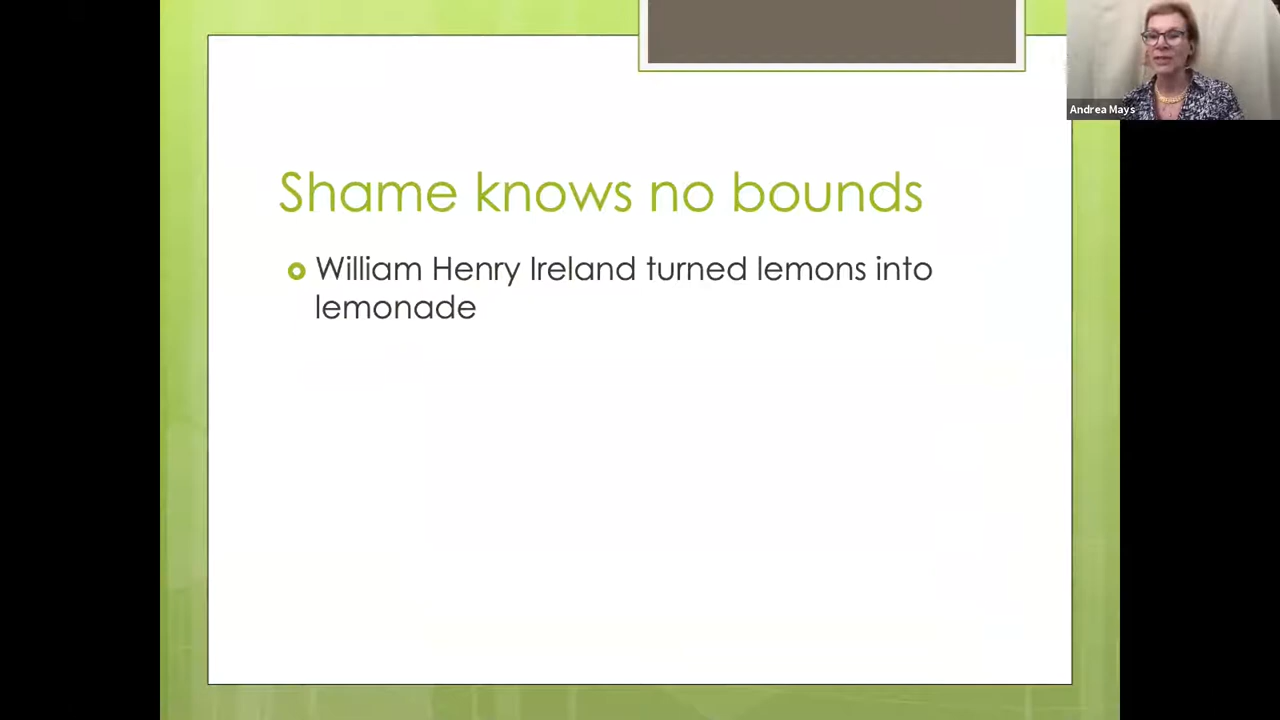 Andrea Mays
Shame knows no bounds
William Henry Ireland turned lemons into
lemonade